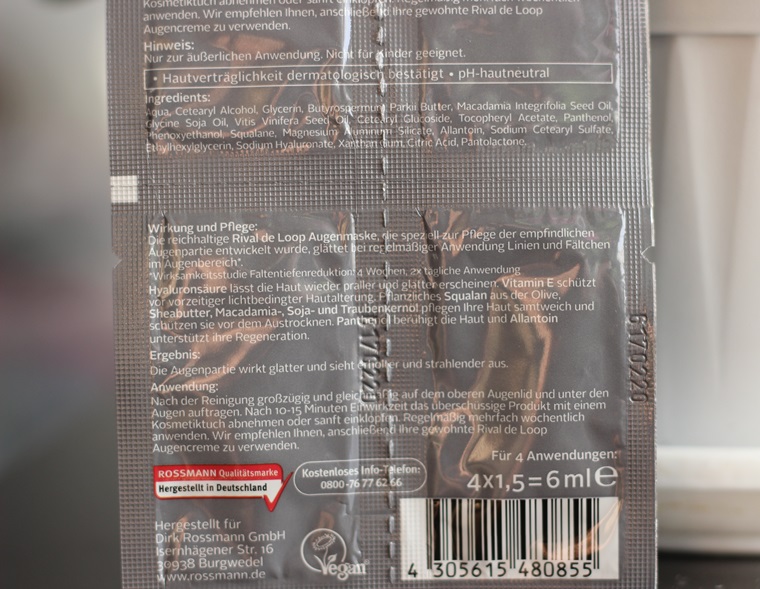 Kosmetiktuch abnehmen oder sanft einklopfen. Regelmäßig mehrfach wöchentlich
anwenden. Wir empfehlen Ihnen, anschließend Ihre gewohnte Rival de Loop
Augencreme zu verwenden.
Hinweis:
Nur zur äußerlichen Anwendung. Nicht für Kinder geeignet.
• Hautverträglichkeit dermatologisch bestätigt • pH-hautneutral
Ingredients:
Aqua, Cetearyl Alcohol, Glycerin, Butyrospermum Parkii Butter, Macadamia Integrifolia Seed Oil,
Glycine Soja Oil, Vitis Vinifera Seed Oil, Cetearyl Glucoside, Tocopheryl Acetate, Panthenol,
Phenoxyethanol, Squalane, Magnesium Aluminum Silicate, Allantoin, Sodium Cetearyl Sulfate,
Ethylhexylglycerin, Sodium Hyaluronate, Xanthan Gum, Citric Acid, Pantolactone.
Wirkung und Pflege:
Die reichhaltige Rival de Loop Augenmaske, die speziell zur Pflege der empfindlichen
Augenpartie entwickelt wurde, glättet bei regelmäßiger Anwendung Linien und Fältchen
im Augenbereich*.
*Wirksamkeitsstudie Faltentiefenreduktion: 4 Wochen, 2x tägliche Anwendung
Hyaluronsäure lässt die Haut wieder praller und glatter erscheinen. Vitamin E schützt
vor vorzeitiger lichtbedingter Hautalterung. Pflanzliches Squalan aus der Olive,
Sheabutter, Macadamia-, Soja- und Traubenkernöl pflegen Ihre Haut samtweich und
schützen sie vor dem Austrocknen. Panthenol beruhigt die Haut und Allantoin
unterstützt ihre Regeneration.
Ergebnis:
Die Augenpartie wirkt glatter und sieht erholter und strahlender aus.
Anwendung:
Nach der Reinigung großzügig und gleichmäßig auf dem oberen Augenlid und unter den
Augen auftragen. Nach 10-15 Minuten Einwirkzeit das überschüssige Produkt mit einem
Kosmetiktuch abnehmen oder sanft einklopfen. Regelmäßig mehrfach wöchentlich
anwenden. Wir empfehlen Ihnen, anschließend Ihre gewohnte Rival de Loop
Augencreme zu verwenden.
ROSSMANN Qualitätsmarke
Hergestellt in Deutschland
Kostenloses Info-Telefon:
0800-76 77 62 66
Für 4 Anwendungen:
4x1,5=6ml e
Hergestellt für
Dirk Rossmann GmbH
Isernhägener Str. 16
30938 Burgwedel
www.rossmann.de
Vegan
4 305615 480855